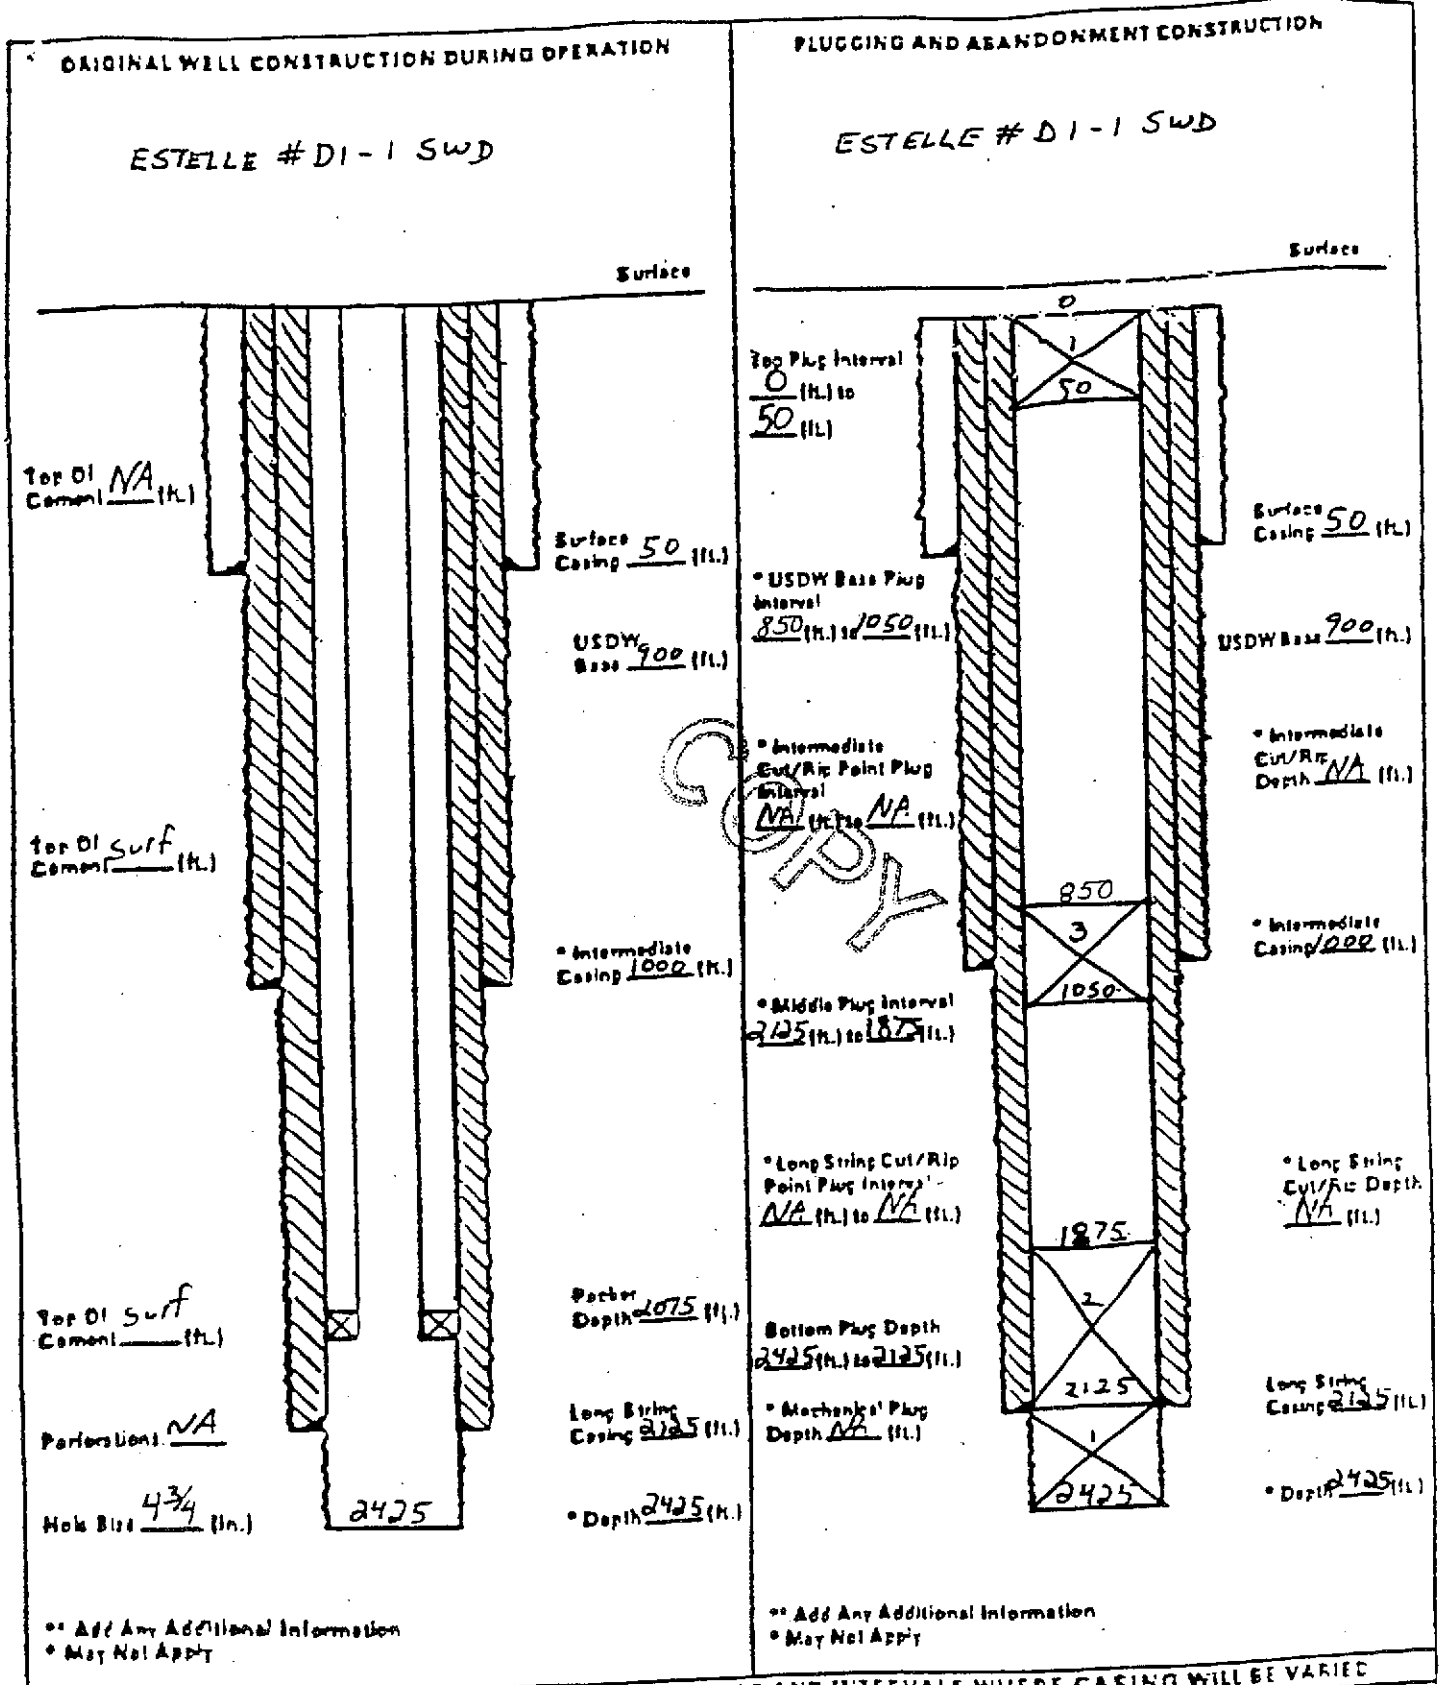 ORIGINAL WELL CONSTRUCTION DURING OPERATION
ESTELLE # D1-1 SWD
Surface
Top Of NA
Cement (ft.)
Surface
Casing 50 (ft.)
USDW
Base 900 (ft.)
Top Of Surf
Cement (ft.)
* Intermediate
Casing 1000 (ft.)
Top Of Surf
Cement (ft.)
Packer
Depth 2075 (ft.)
Perforations NA
Long String
Casing 2125 (ft.)
Hole Size 4 3/4 (in.)
2425
* Depth 2425 (ft.)
** Add Any Additional Information
* May Not Apply
PLUGGING AND ABANDONMENT CONSTRUCTION
ESTELLE # D1-1 SWD
Surface
0
1
50
Top Plug Interval
0 (ft.) to
50 (ft.)
Surface
Casing 50 (ft.)
* USDW Base Plug
Interval
850 (ft.) to 1050 (ft.)
USDW Base 900 (ft.)
* Intermediate
Cut/Rip Point Plug
Interval
NA (ft.) to NA (ft.)
* Intermediate
Cut/Rip
Depth NA (ft.)
COPY
850
3
1050
* Intermediate
Casing 1000 (ft.)
* Middle Plug Interval
2125 (ft.) to 1875 (ft.)
* Long String Cut/Rip
Point Plug Interval
NA (ft.) to NA (ft.)
* Long String
Cut/Rip Depth
NA (ft.)
1875
2
2125
Bottom Plug Depth
2425 (ft.) to 2125 (ft.)
* Mechanical Plug
Depth NA (ft.)
Long String
Casing 2125 (ft.)
1
2425
* Depth 2425 (ft.)
** Add Any Additional Information
* May Not Apply
AND INTERVALS WHERE CASING WILL BE VARIED